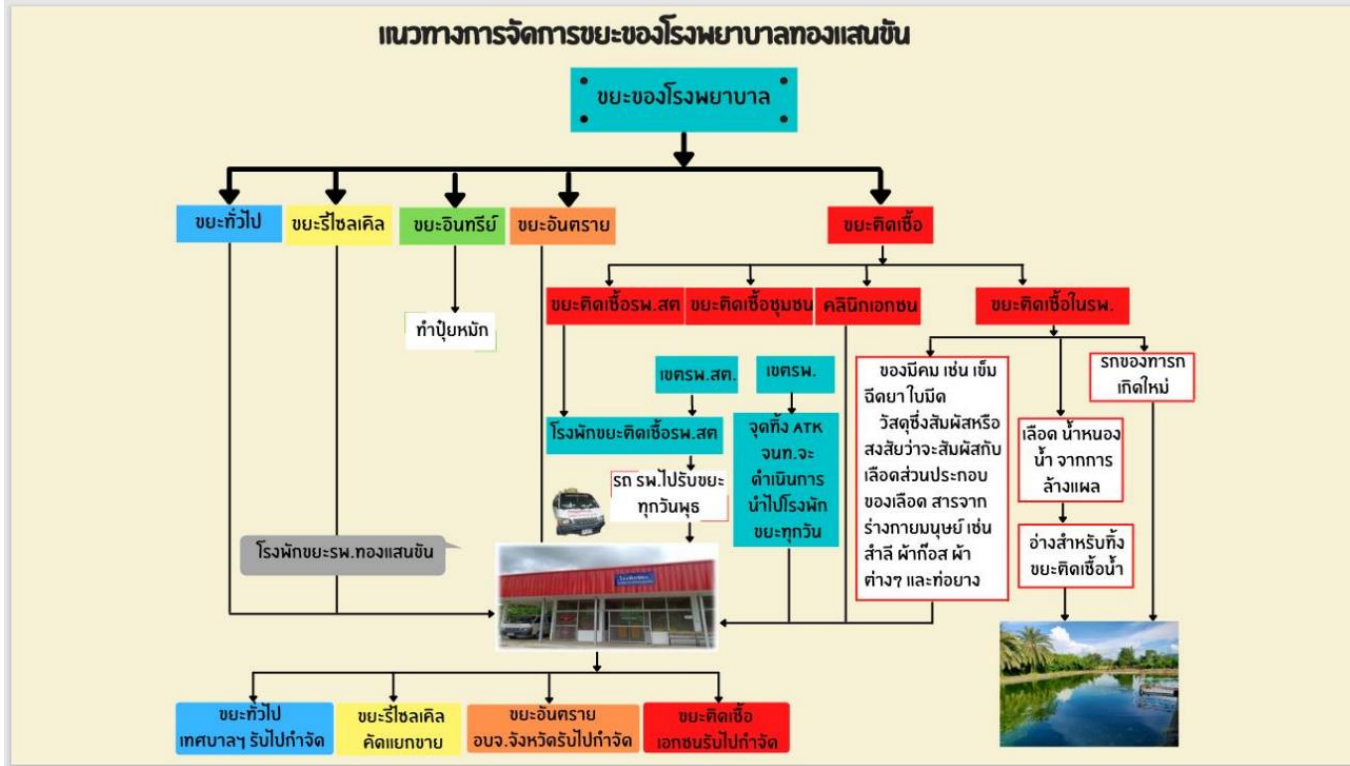 แนวทางการจัดการขยะของโรงพยาบาลทองแสนขัน
ขยะของโรงพยาบาล
ขยะทั่วไป
ขยะรีไซเคิล
ขยะอินทรีย์
ขยะอันตราย
ขยะติดเชื้อ
ขยะติดเชื้อรพ.สต
ขยะติดเชื้อชุมชน
คลินิกเอกชน
ขยะติดเชื้อในรพ.
ทำปุ๋ยหมัก
เขตรพ.สต.
เขตรพ.
โรงพักขยะติดเชื้อรพ.สต
รถ รพ.ไปรับขยะ
ทุกวันพุธ
จุดทิ้ง ATK
จนท.จะ
ดำเนินการ
นำไปโรงพัก
ขยะทุกวัน
ของมีคม เช่น เข็ม
ฉีดยา ใบมีด
วัสดุซึ่งสัมผัสหรือ
สงสัยว่าจะสัมผัสกับ
เลือดส่วนประกอบ
ของเลือด สารจาก
ร่างกายมนุษย์ เช่น
สำลี ผ้าก๊อส ผ้า
ต่างๆ และท่อยาง
เลือด น้ำหนอง
น้ำ จากการ
ล้างแผล
อ่างสำหรับทิ้ง
ขยะติดเชื้อน้ำ
รกของทารก
เกิดใหม่
โรงพักขยะรพ.ทองแสนขัน
ขยะทั่วไป
เทศบาลฯ รับไปกำจัด
ขยะรีไซเคิล
คัดแยกขาย
ขยะอันตราย
อบจ.จังหวัดรับไปกำจัด
ขยะติดเชื้อ
เอกชนรับไปกำจัด